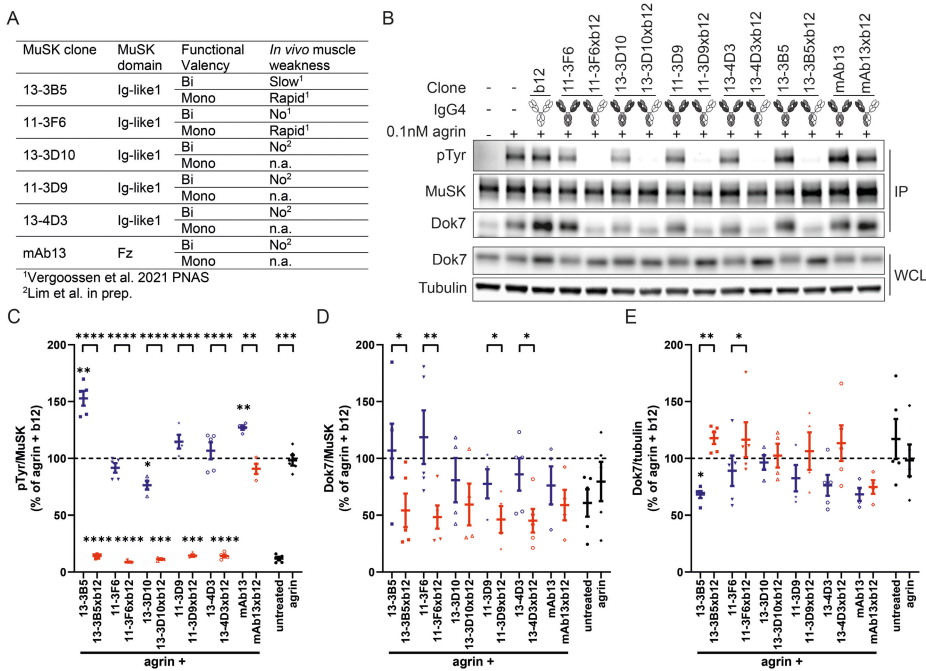 A
MuSK clone MuSK domain Functional Valency In vivo muscle weakness
13-3B5 Ig-like1 Bi Slow¹
Mono Rapid¹
11-3F6 Ig-like1 Bi No¹
Mono Rapid¹
13-3D10 Ig-like1 Bi No²
Mono n.a.
11-3D9 Ig-like1 Bi No²
Mono n.a.
13-4D3 Ig-like1 Bi No²
Mono n.a.
mAb13 Fz Bi No²
Mono n.a.
¹Vergoossen et al. 2021 PNAS
²Lim et al. in prep.
B
Clone - - b12 11-3F6 11-3F6xb12 13-3D10 13-3D10xb12 11-3D9 11-3D9xb12 13-4D3 13-4D3xb12 13-3B5 13-3B5xb12 mAb13 mAb13xb12
IgG4 - -
0.1nM agrin - + + + + + + + + + + + + + +
pTyr
MuSK
Dok7
IP
Dok7
Tubulin
WCL
C
**** **** **** **** **** ** ***
200
150
100
50
0
pTyr/MuSK
(% of agrin + b12)
** * **
**** **** *** *** ****
13-3B5 13-3B5xb12 11-3F6 11-3F6xb12 13-3D10 13-3D10xb12 11-3D9 11-3D9xb12 13-4D3 13-4D3xb12 mAb13 mAb13xb12 untreated agrin
agrin +
D
* ** * *
200
150
100
50
0
Dok7/MuSK
(% of agrin + b12)
13-3B5 13-3B5xb12 11-3F6 11-3F6xb12 13-3D10 13-3D10xb12 11-3D9 11-3D9xb12 13-4D3 13-4D3xb12 mAb13 mAb13xb12 untreated agrin
agrin +
E
** *
200
150
100
50
0
Dok7/tubulin
(% of agrin + b12)
*
13-3B5 13-3B5xb12 11-3F6 11-3F6xb12 13-3D10 13-3D10xb12 11-3D9 11-3D9xb12 13-4D3 13-4D3xb12 mAb13 mAb13xb12 untreated agrin
agrin +